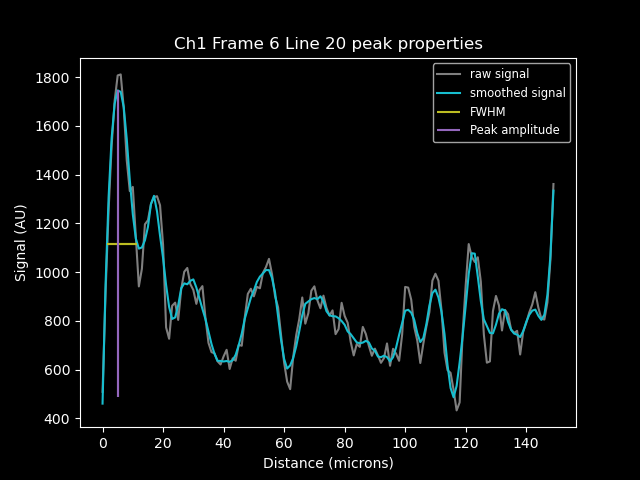 Ch1 Frame 6 Line 20 peak properties
raw signal
smoothed signal
FWHM
Peak amplitude
Signal (AU)
1800
1600
1400
1200
1000
800
600
400
0 20 40 60 80 100 120 140
Distance (microns)